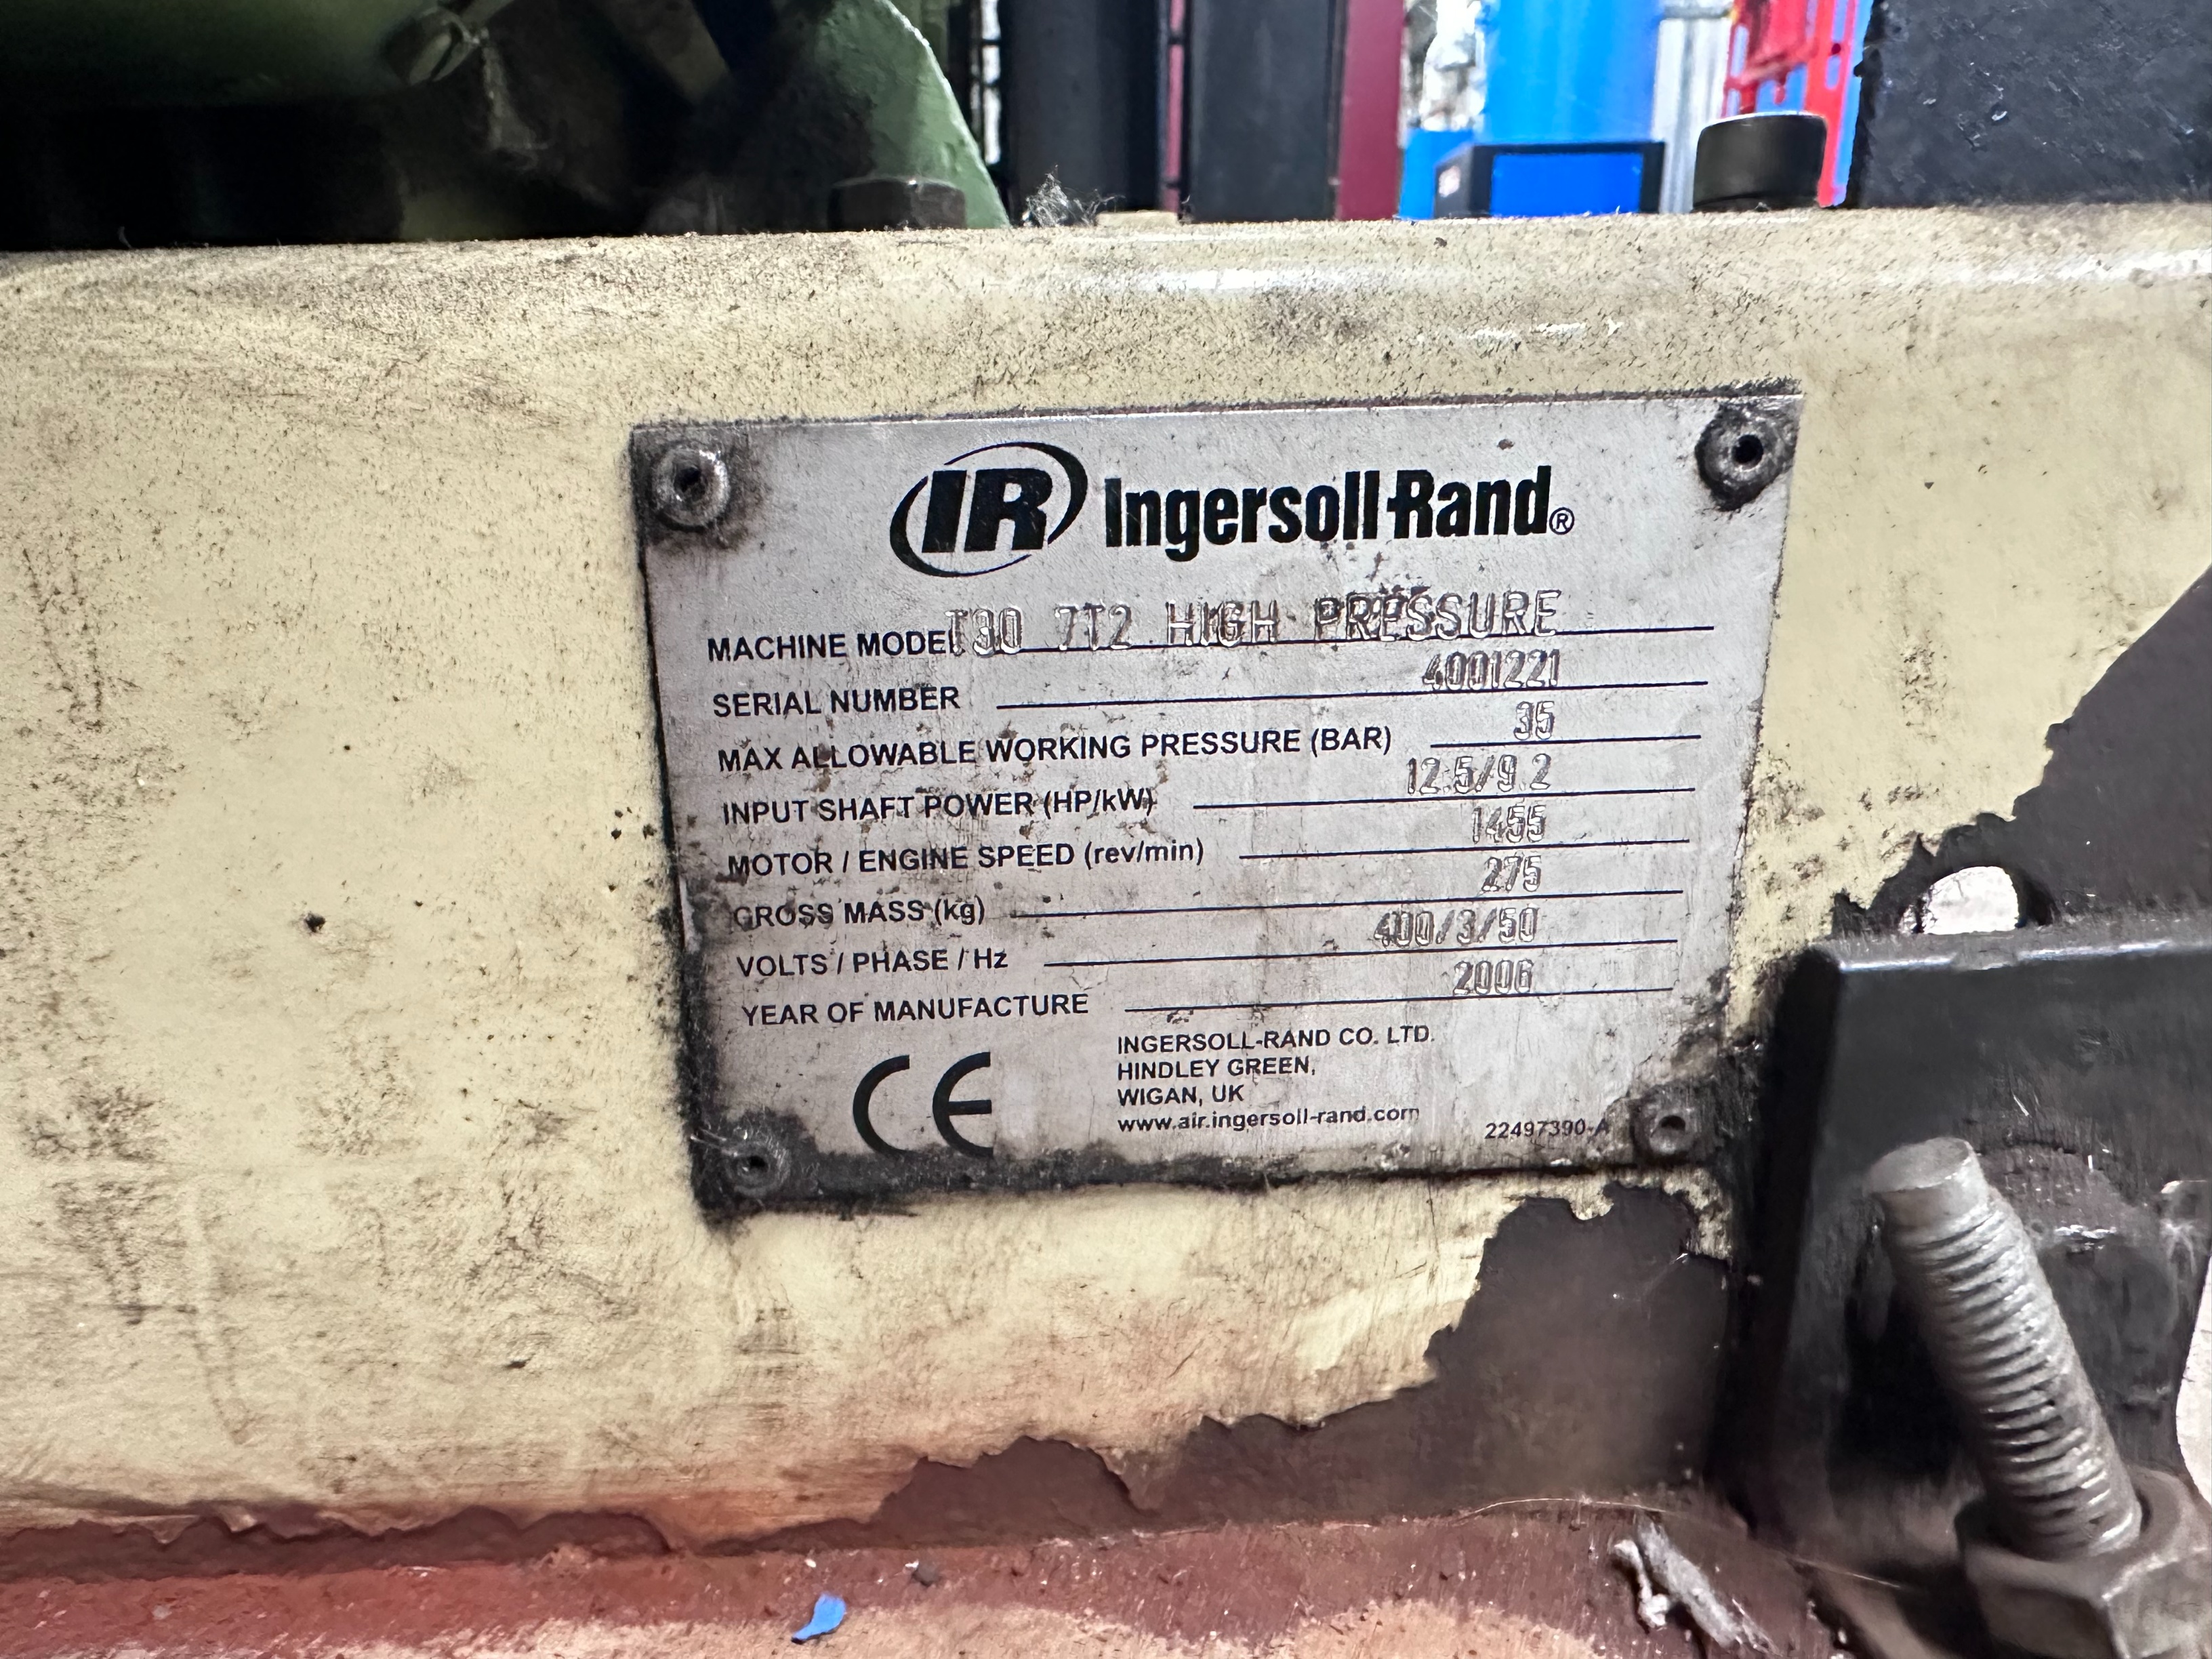 IR Ingersoll-Rand®
MACHINE MODEL T30 7T2 HIGH PRESSURE
SERIAL NUMBER 4001221
MAX ALLOWABLE WORKING PRESSURE (BAR) 35
INPUT SHAFT POWER (HP/kW) 12.5/9.2
MOTOR / ENGINE SPEED (rev/min) 1455
GROSS MASS (kg) 275
VOLTS / PHASE / Hz 400/3/50
YEAR OF MANUFACTURE 2006
CE
INGERSOLL-RAND CO. LTD.
HINDLEY GREEN,
WIGAN, UK
www.air.ingersoll-rand.com
22497390-A